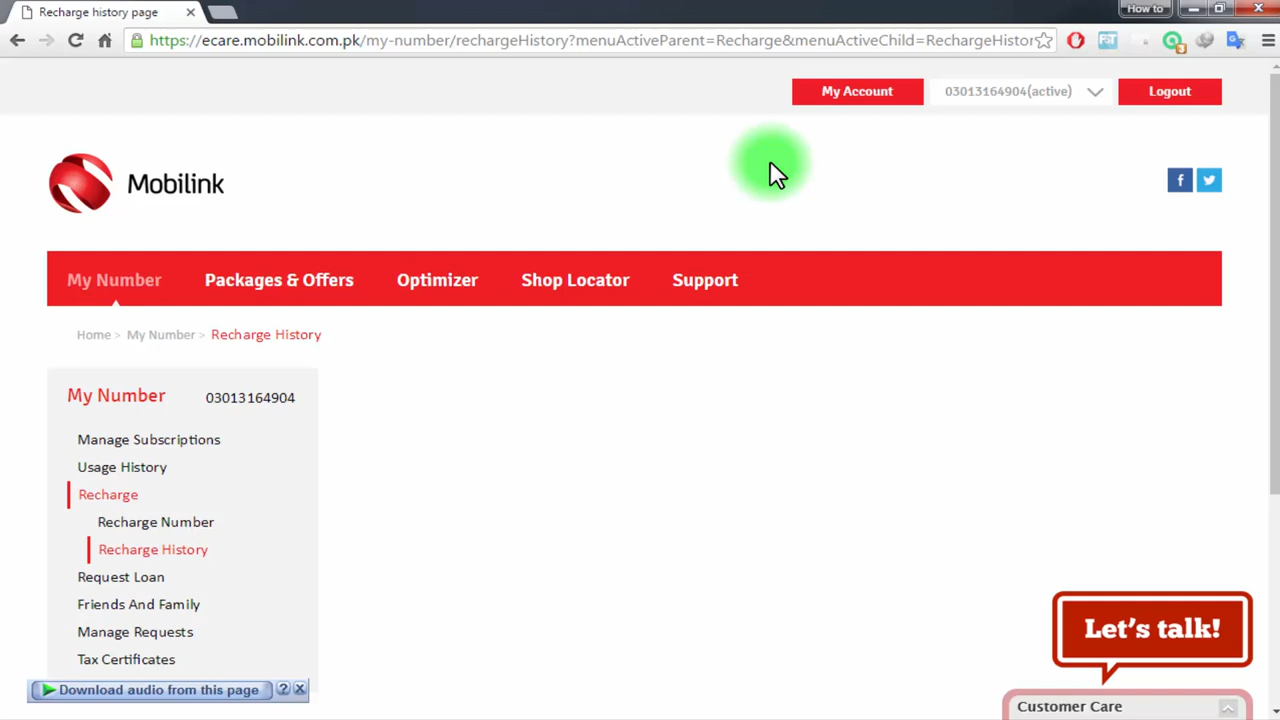 Recharge history page
How to
https://ecare.mobilink.com.pk/my-number/rechargeHistory?menuActiveParent=Recharge&menuActiveChild=RechargeHistor
3
My Account
03013164904(active)
Logout
Mobilink
f
My Number
Packages & Offers
Optimizer
Shop Locator
Support
Home > My Number > Recharge History
My Number 03013164904
Manage Subscriptions
Usage History
Recharge
Recharge Number
Recharge History
Request Loan
Friends And Family
Manage Requests
Tax Certificates
Download audio from this page ? X
Let's talk!
Customer Care